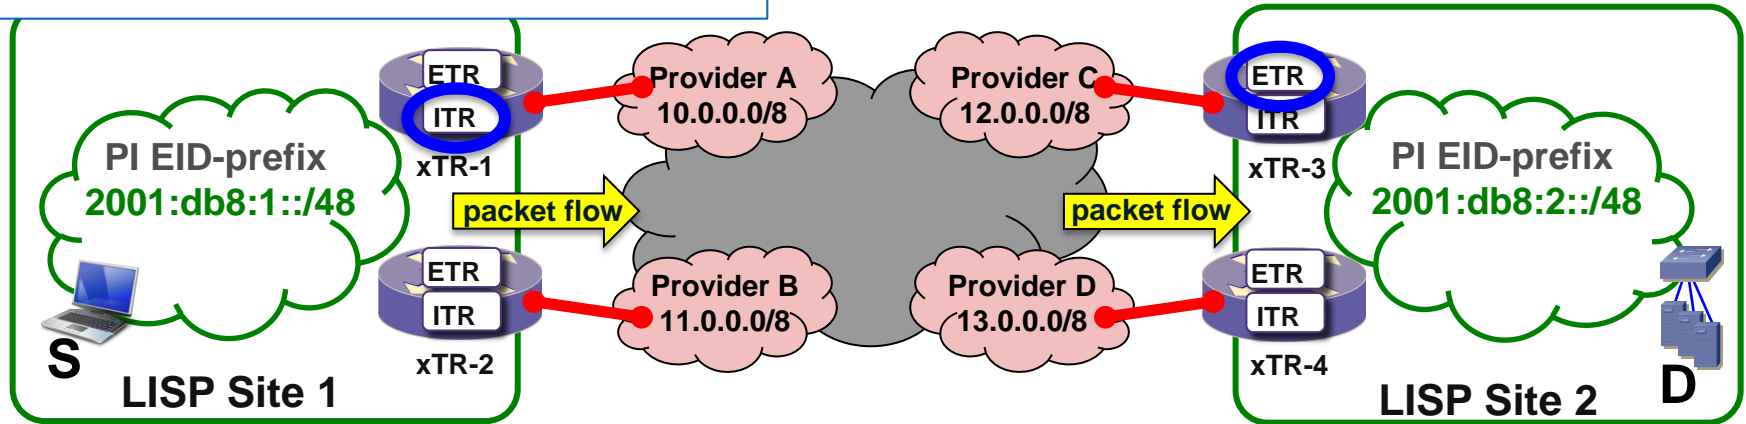 ETR
ITR
xTR-1
Provider A
10.0.0.0/8
Provider C
12.0.0.0/8
ETR
ITR
xTR-3
PI EID-prefix
2001:db8:1::/48
PI EID-prefix
2001:db8:2::/48
packet flow
packet flow
ETR
ITR
xTR-2
Provider B
11.0.0.0/8
Provider D
13.0.0.0/8
ETR
ITR
xTR-4
S
LISP Site 1
LISP Site 2
D